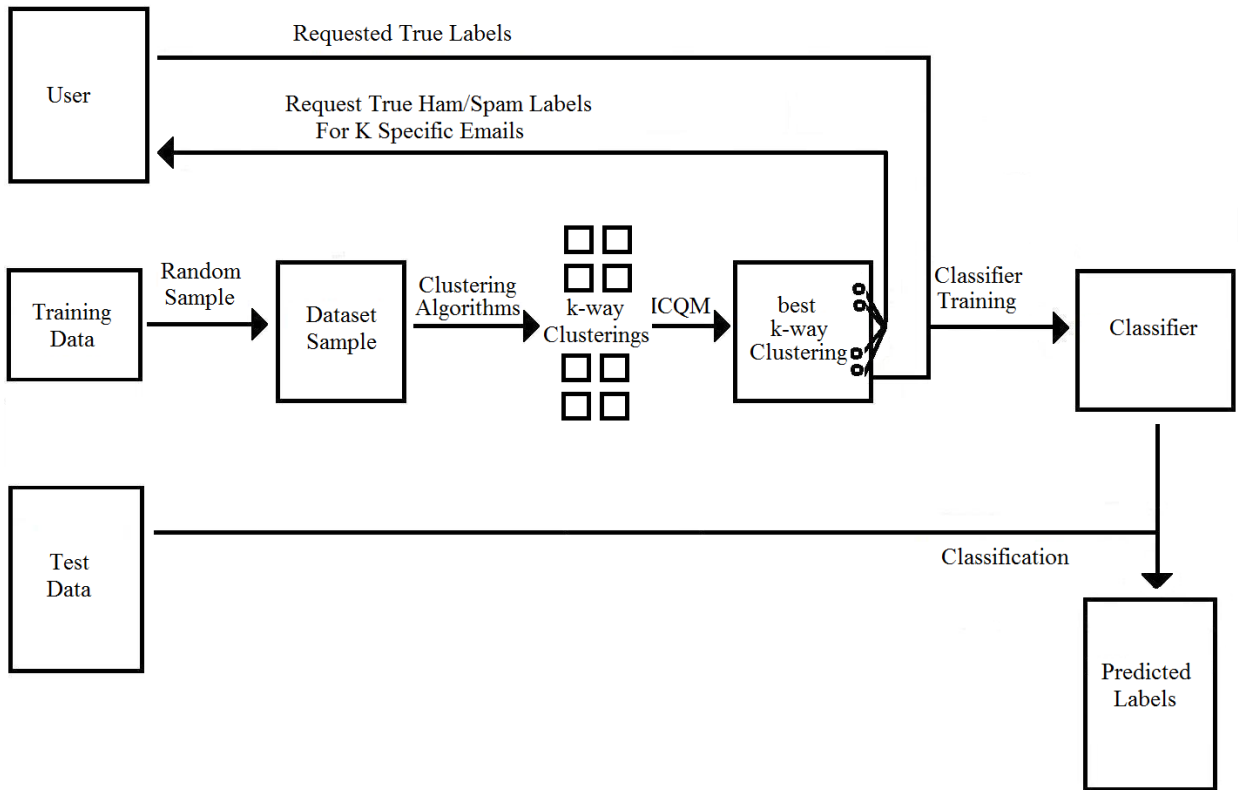 Requested True Labels
User
Request True Ham/Spam Labels
For K Specific Emails
Random
Sample
Training
Data
Dataset
Sample
Clustering
Algorithms
k-way
Clusterings
ICQM
best
k-way
Clustering
Classifier
Training
Classifier
Test
Data
Classification
Predicted
Labels